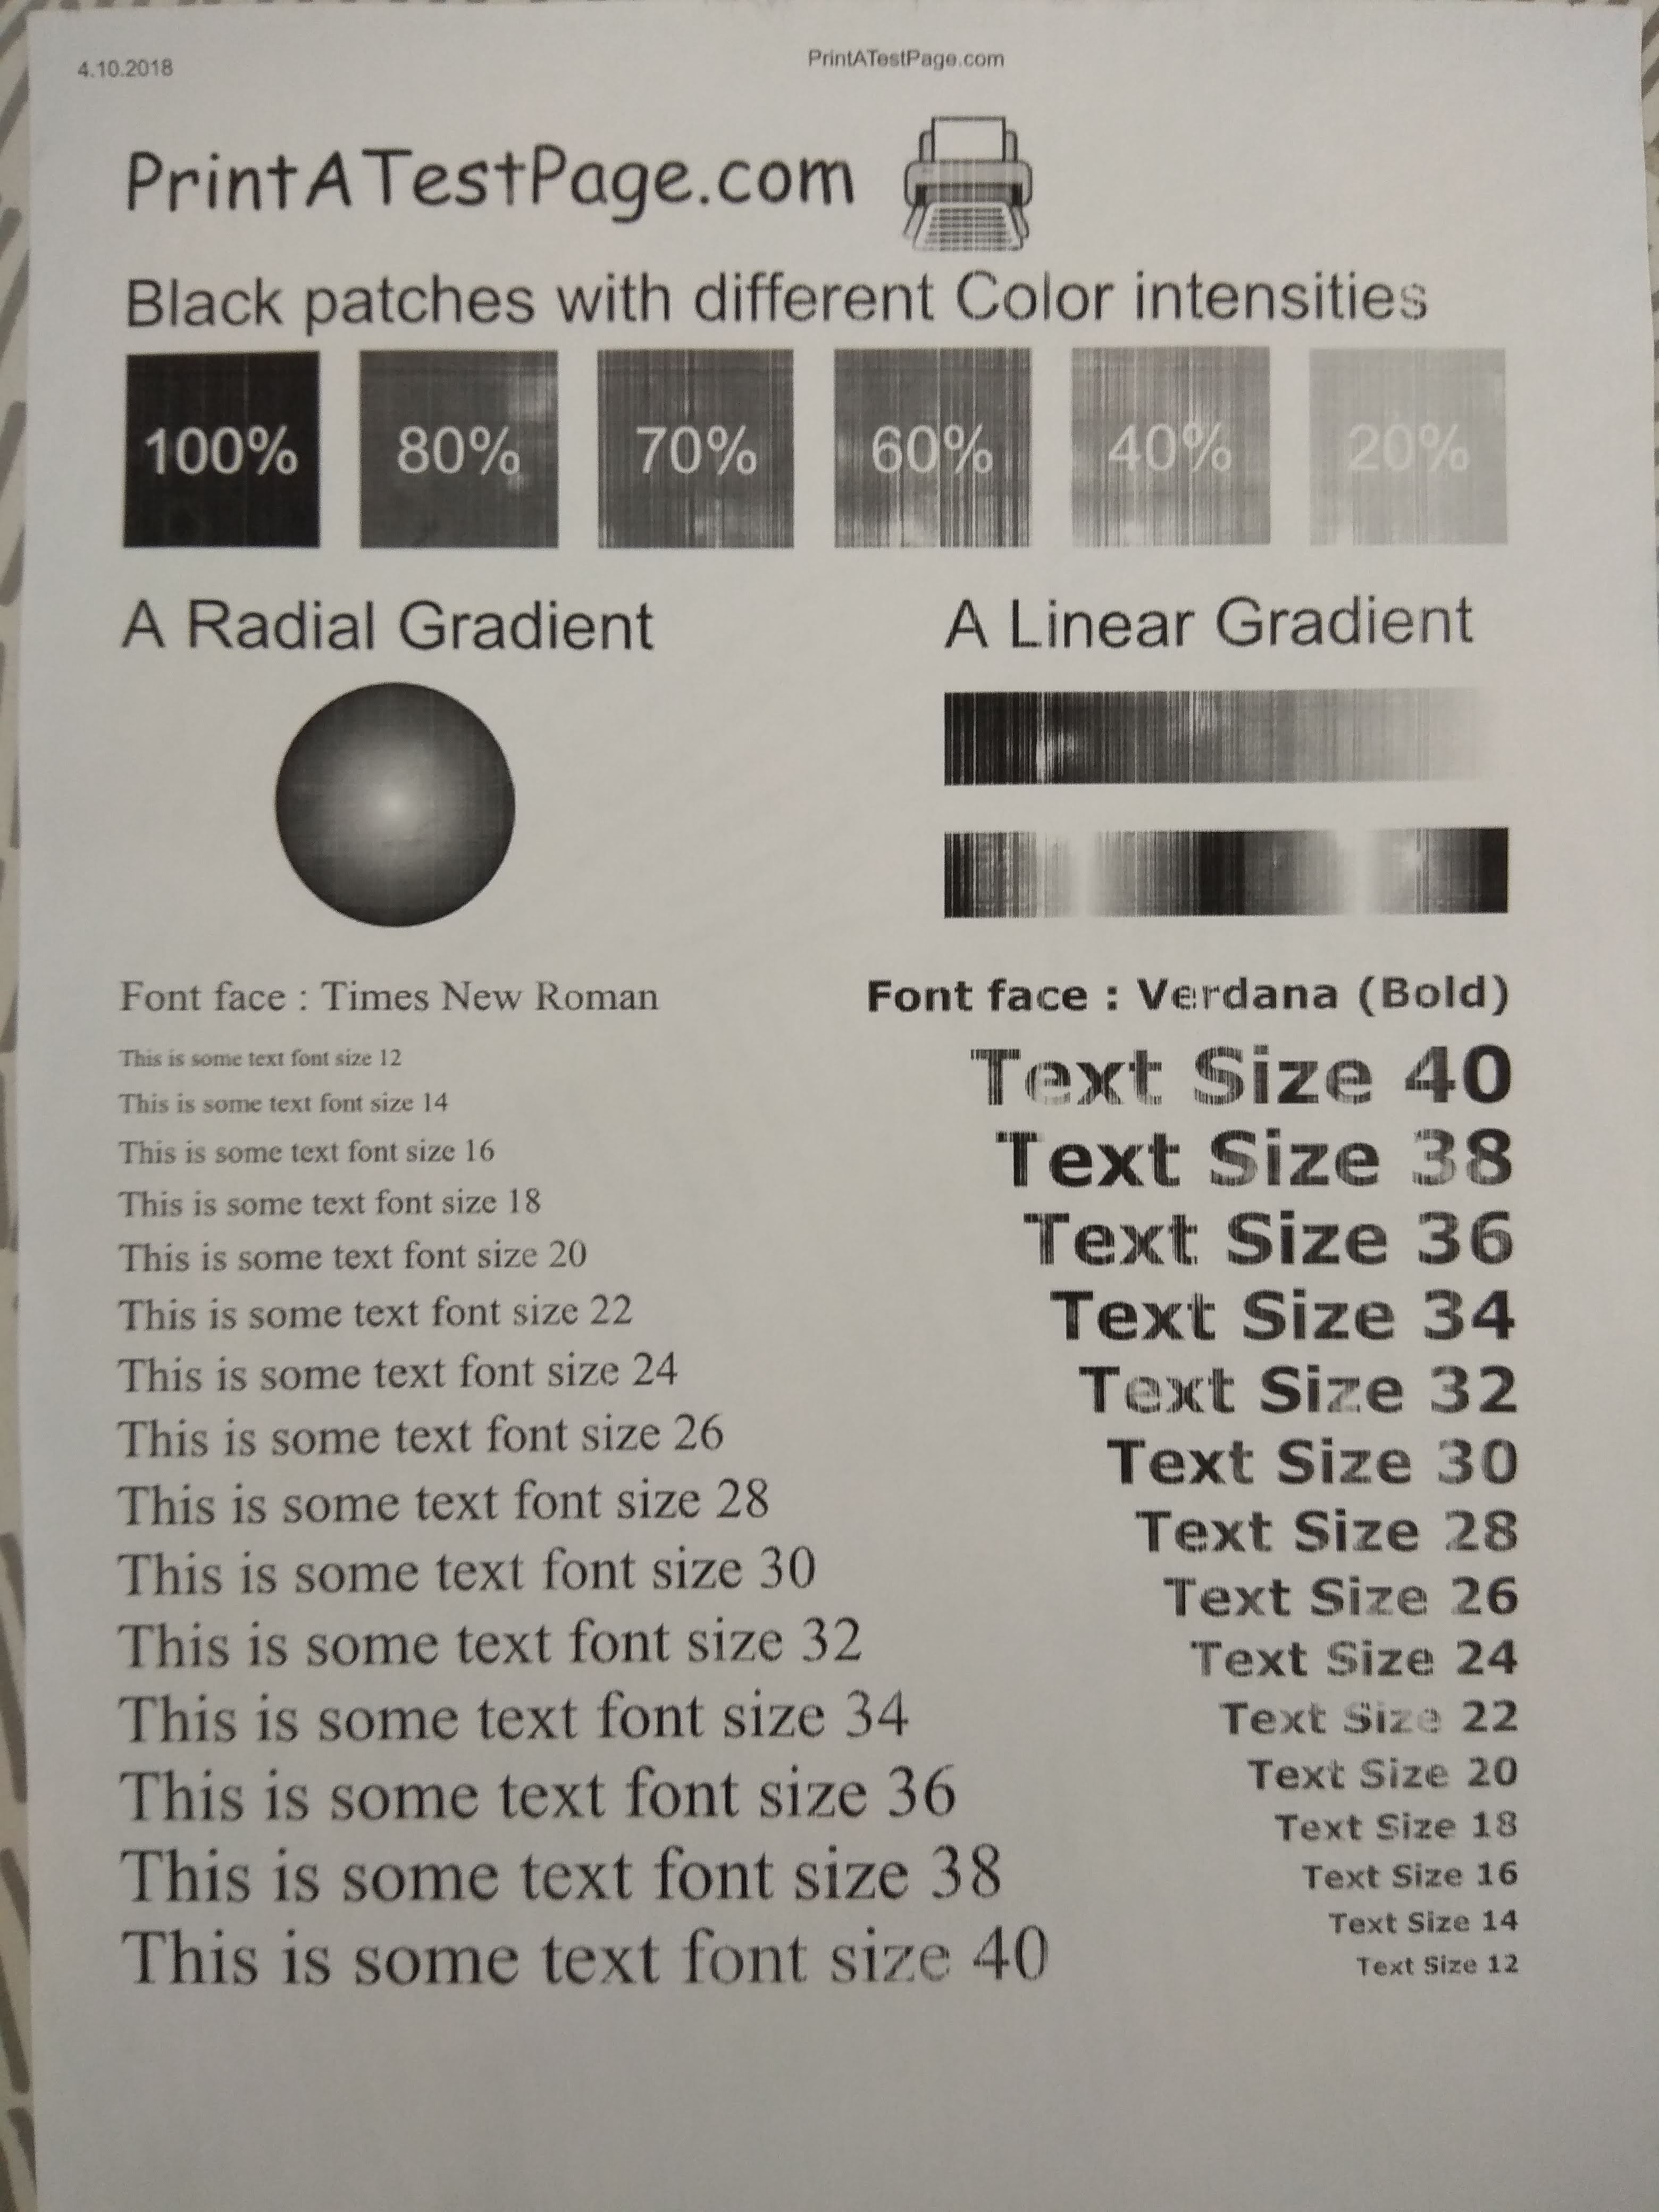 4.10.2018
PrintATestPage.com
PrintATestPage.com
Black patches with different Color intensities
100% 80% 70% 60% 40% 20%
A Radial Gradient
A Linear Gradient
Font face : Times New Roman
This is some text font size 12
This is some text font size 14
This is some text font size 16
This is some text font size 18
This is some text font size 20
This is some text font size 22
This is some text font size 24
This is some text font size 26
This is some text font size 28
This is some text font size 30
This is some text font size 32
This is some text font size 34
This is some text font size 36
This is some text font size 38
This is some text font size 40
Font face : Verdana (Bold)
Text Size 40
Text Size 38
Text Size 36
Text Size 34
Text Size 32
Text Size 30
Text Size 28
Text Size 26
Text Size 24
Text Size 22
Text Size 20
Text Size 18
Text Size 16
Text Size 14
Text Size 12